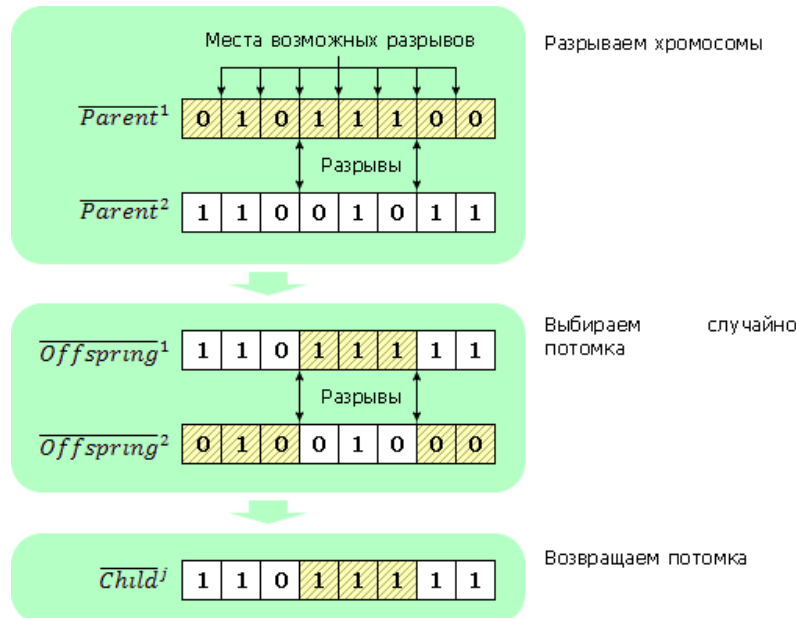 Места возможных разрывов
Разрываем хромосомы
Parent¹ 0 1 0 1 1 1 0 0
Разрывы
Parent² 1 1 0 0 1 0 1 1
Выбираем случайно
потомка
Offspring¹ 1 1 0 1 1 1 1 1
Разрывы
Offspring² 0 1 0 0 1 0 0 0
Возвращаем потомка
Childʲ 1 1 0 1 1 1 1 1